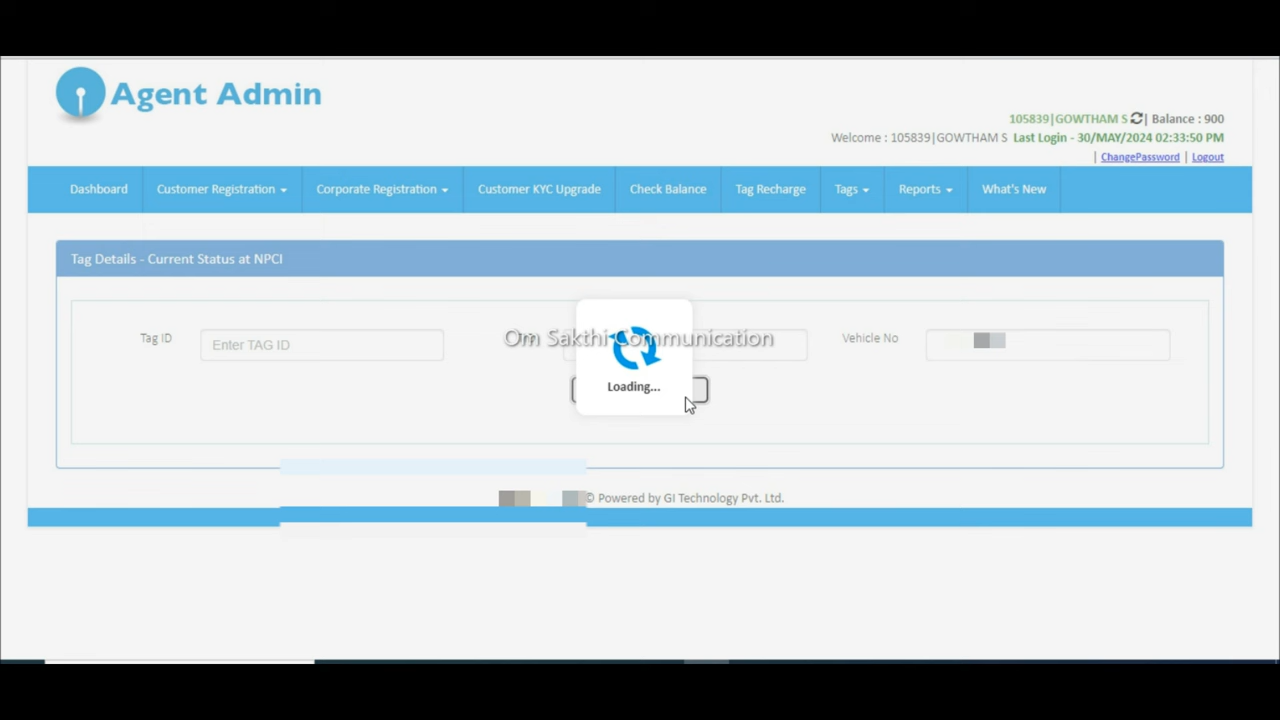 Agent Admin
105839|GOWTHAM S | Balance : 900
Welcome : 105839|GOWTHAM S Last Login - 30/MAY/2024 02:33:50 PM
| ChangePassword | Logout
Dashboard Customer Registration Corporate Registration Customer KYC Upgrade Check Balance Tag Recharge Tags Reports What's New
Tag Details - Current Status at NPCI
Tag ID Enter TAG ID Vehicle No
Om Sakthi Communication
Loading...
© Powered by GI Technology Pvt. Ltd.